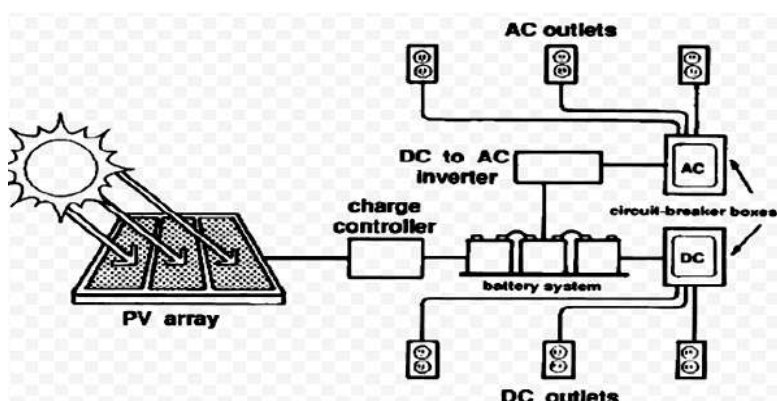 AC outlets
DC to AC
inverter
AC
circuit-breaker boxes
charge
controller
DC
battery system
PV array
DC outlets